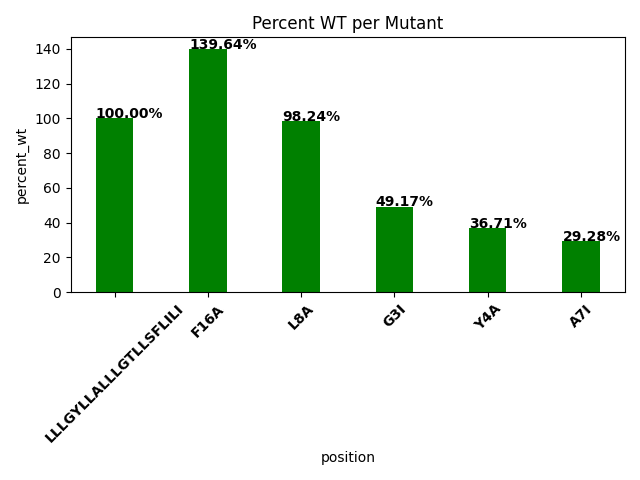 Percent WT per Mutant
percent_wt
140
120
100
80
60
40
20
0
100.00%
139.64%
98.24%
49.17%
36.71%
29.28%
LLLGYLLALLLGTLLSFLILI
F16A
L8A
G3I
Y4A
A7I
position